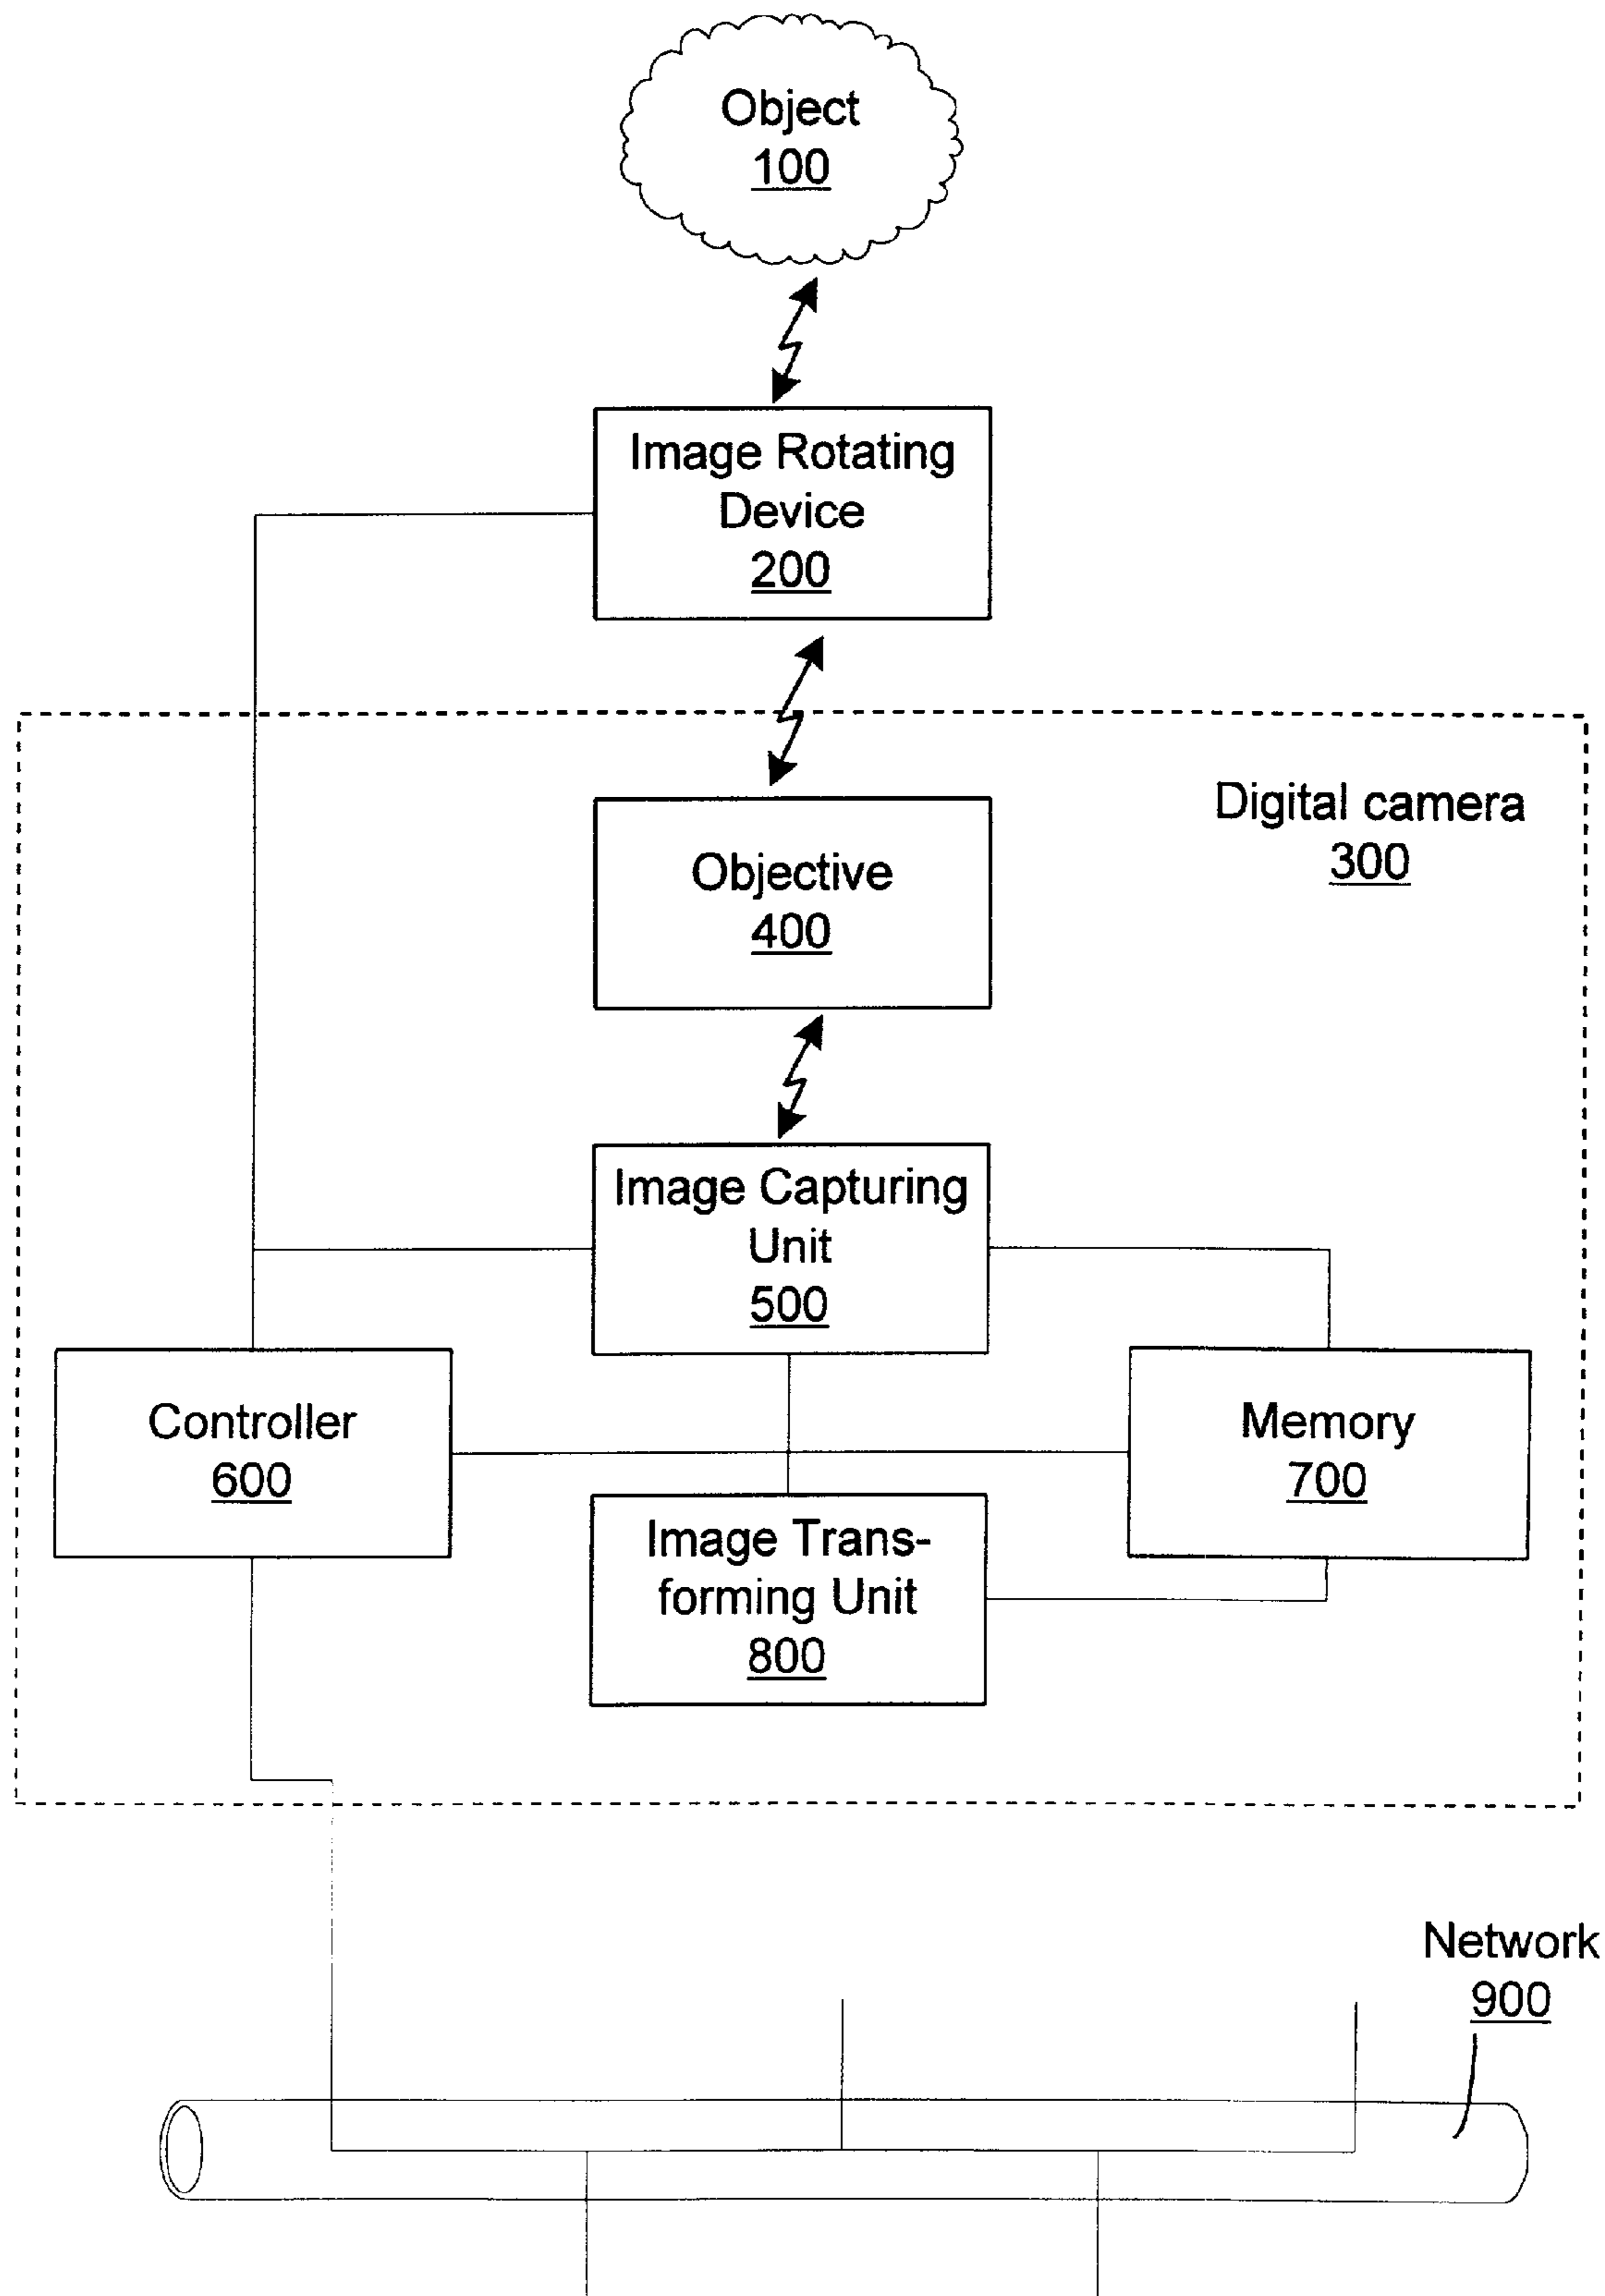 Object
100
Image Rotating
Device
200
Digital camera
300
Objective
400
Image Capturing
Unit
500
Controller
600
Memory
700
Image Trans-
forming Unit
800
Network
900